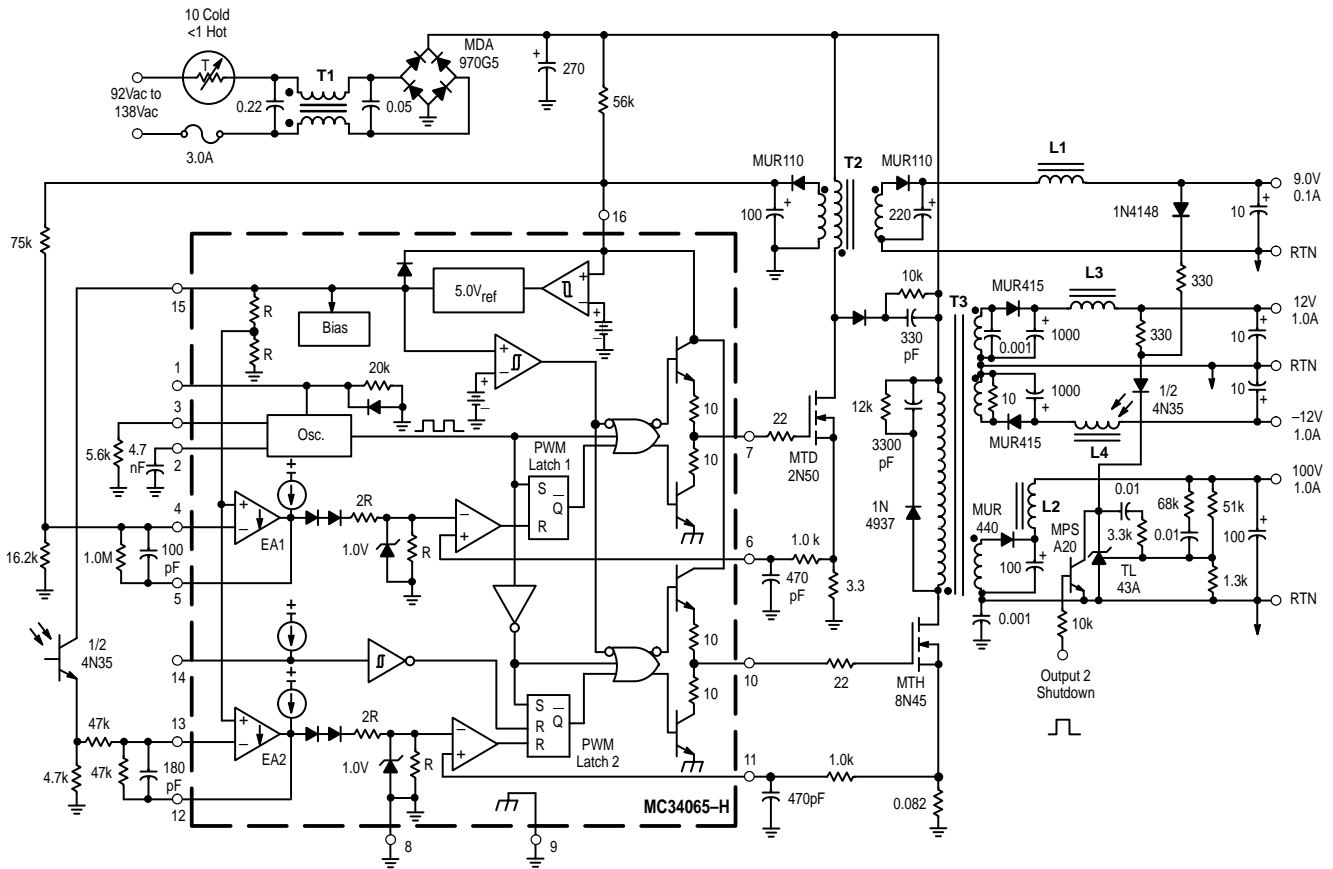 10 Cold
<1 Hot
T
92Vac to
138Vac
3.0A
0.22
T1
0.05
MDA
970G5
+
270
56k
MUR110
T2
MUR110
L1
9.0V
0.1A
100
+
220
+
1N4148
10
+
RTN
16
75k
15
R
R
Bias
5.0Vref
+
–
+
–
10k
330
pF
T3
MUR415
L3
330
12V
1.0A
0.001
+
1000
330
10
+
RTN
1
3
2
20k
Osc.
5.6k
4.7
nF
+
–
+
–
10
10
7
22
MTD
2N50
12k
3300
pF
10
1000
+
MUR415
L4
1/2
4N35
10
+
–12V
1.0A
PWM
Latch 1
S
Q
R
4
+
–
EA1
+
2R
1.0V
R
–
+
16.2k
1.0M
100
pF
5
6
1.0 k
470
pF
3.3
1N
4937
MUR
440
L2
100
+
0.001
MPS
A20
0.01
3.3k
68k
0.01
51k
TL
43A
1.3k
100V
1.0A
100
+
RTN
10k
Output 2
Shutdown
1/2
4N35
14
+
+
10
10
10
22
MTH
8N45
S
Q
R
R
PWM
Latch 2
47k
13
+
–
EA2
2R
1.0V
R
–
+
4.7k
47k
180
pF
12
11
1.0k
470pF
0.082
MC34065–H
8
9